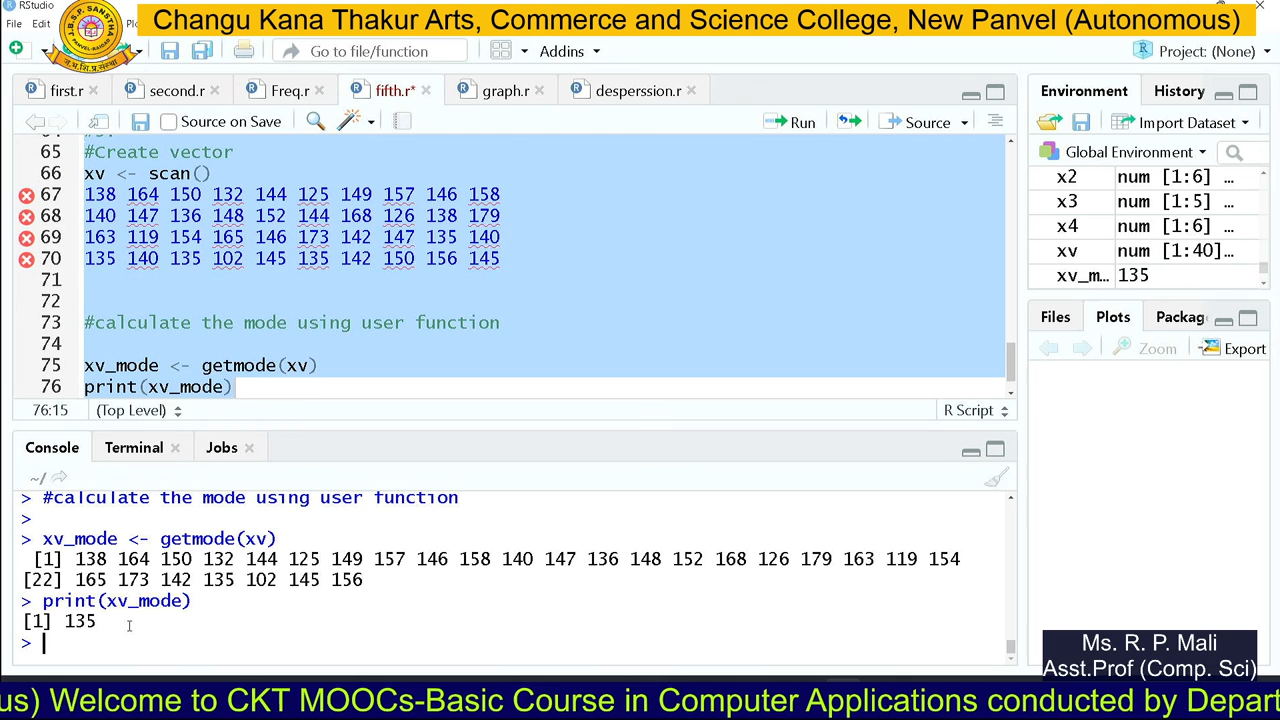 RStudio
Changu Kana Thakur Arts, Commerce and Science College, New Panvel (Autonomous)
File Edit
Go to file/function
Addins
Project: (None)
first.r
second.r
Freq.r
fifth.r*
graph.r
desperssion.r
Source on Save
Run
Source
65 #Create vector
66 xv <- scan()
67 138 164 150 132 144 125 149 157 146 158
68 140 147 136 148 152 144 168 126 138 179
69 163 119 154 165 146 173 142 147 135 140
70 135 140 135 102 145 135 142 150 156 145
71
72
73 #calculate the mode using user function
74
75 xv_mode <- getmode(xv)
76 print(xv_mode)
76:15 (Top Level) R Script
Console Terminal Jobs
~/
> #calculate the mode using user function
>
> xv_mode <- getmode(xv)
[1] 138 164 150 132 144 125 149 157 146 158 140 147 136 148 152 168 126 179 163 119 154
[22] 165 173 142 135 102 145 156
> print(xv_mode)
[1] 135
>
Environment History
Import Dataset
Global Environment
x2 num [1:6] ...
x3 num [1:5] ...
x4 num [1:6] ...
xv num [1:40]...
xv_m... 135
Files Plots Packag
Zoom Export
Ms. R. P. Mali
Asst.Prof (Comp. Sci)
us) Welcome to CKT MOOCs-Basic Course in Computer Applications conducted by Depart